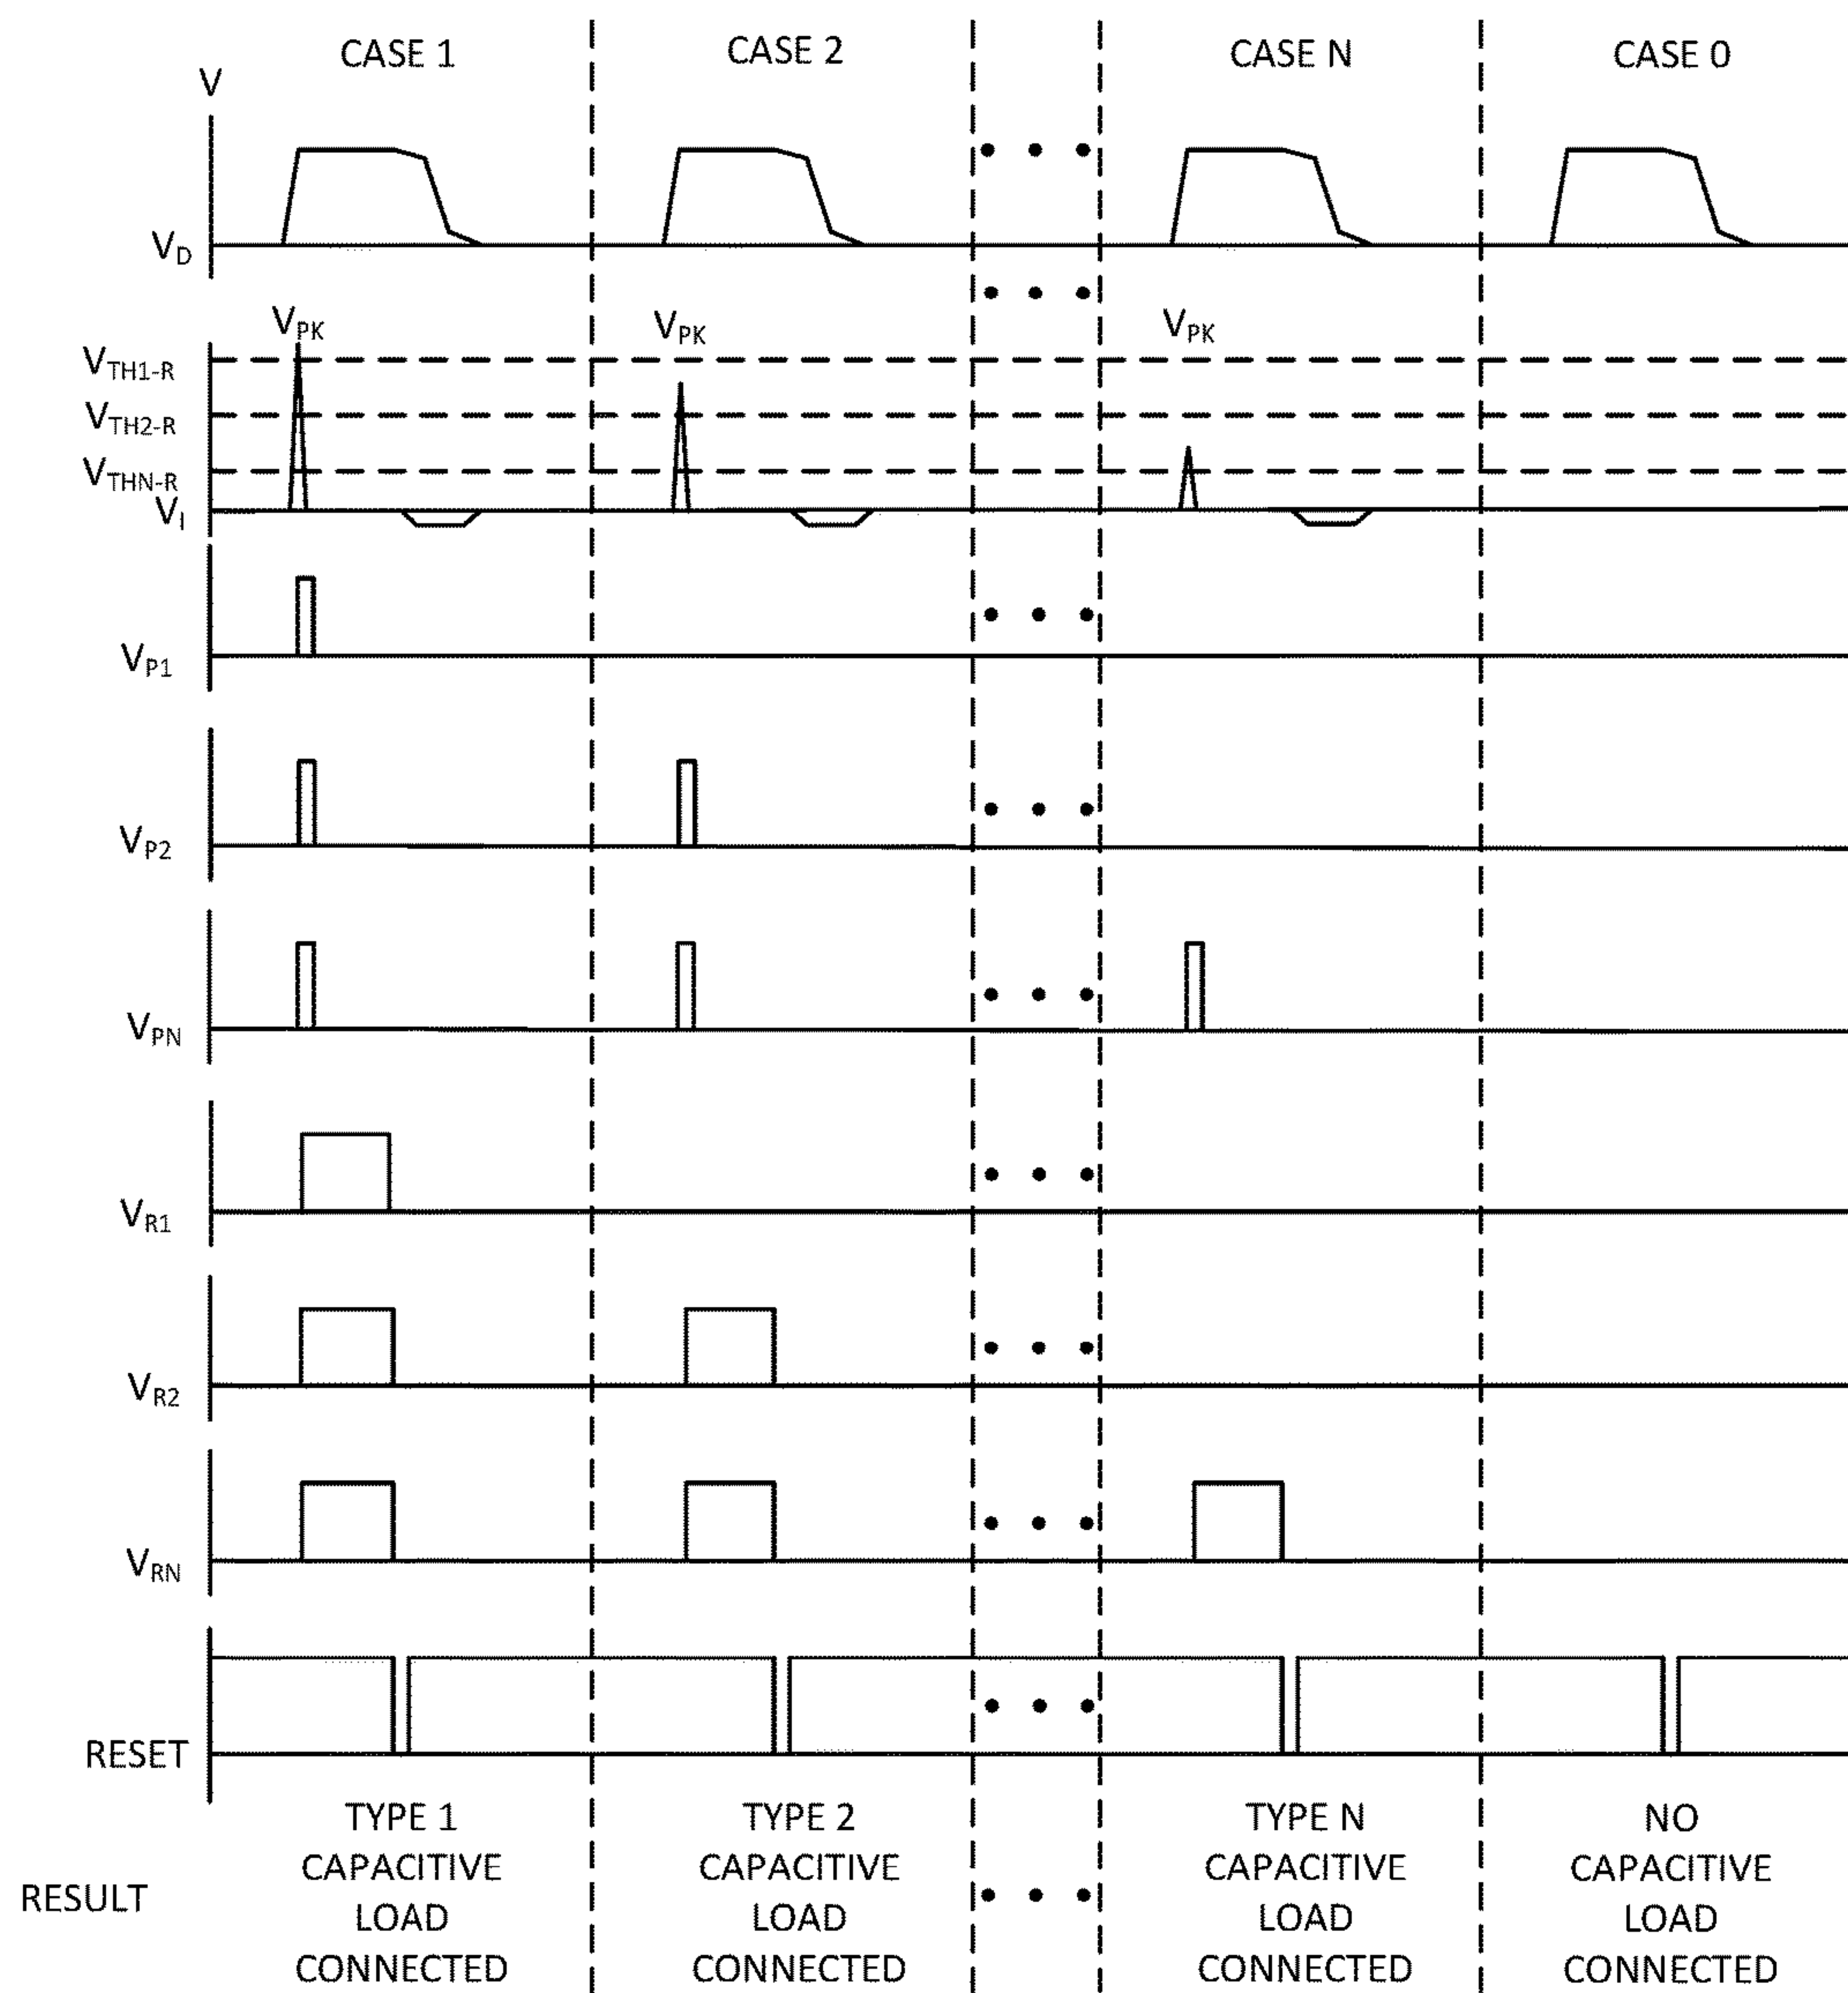 CASE 1
CASE 2
CASE N
CASE 0
V
VD
VPK
VPK
VPK
VTH1-R
VTH2-R
VTHN-R
VI
VP1
VP2
VPN
VR1
VR2
VRN
RESET
RESULT
TYPE 1
CAPACITIVE
LOAD
CONNECTED
TYPE 2
CAPACITIVE
LOAD
CONNECTED
TYPE N
CAPACITIVE
LOAD
CONNECTED
NO
CAPACITIVE
LOAD
CONNECTED